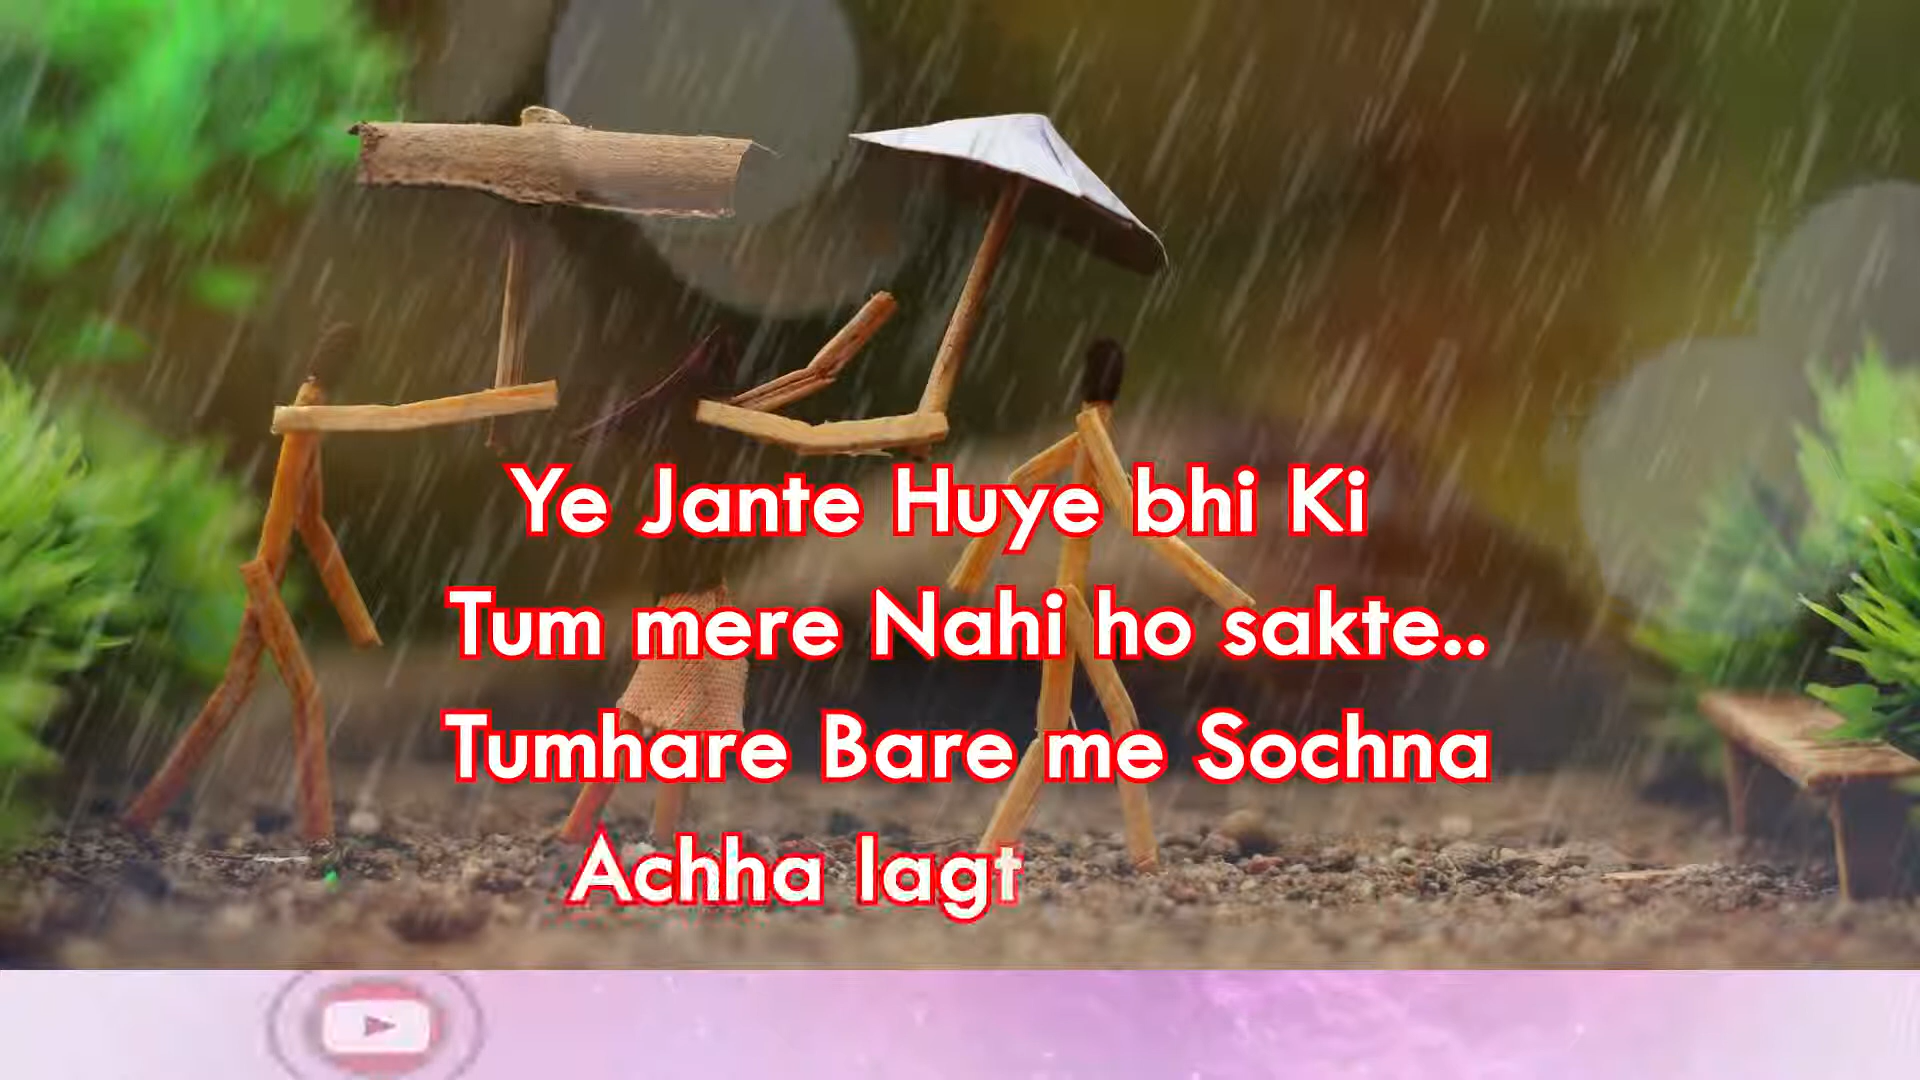 Ye Jante Huye bhi Ki
Tum mere Nahi ho sakte..
Tumhare Bare me Sochna
Achha lagt